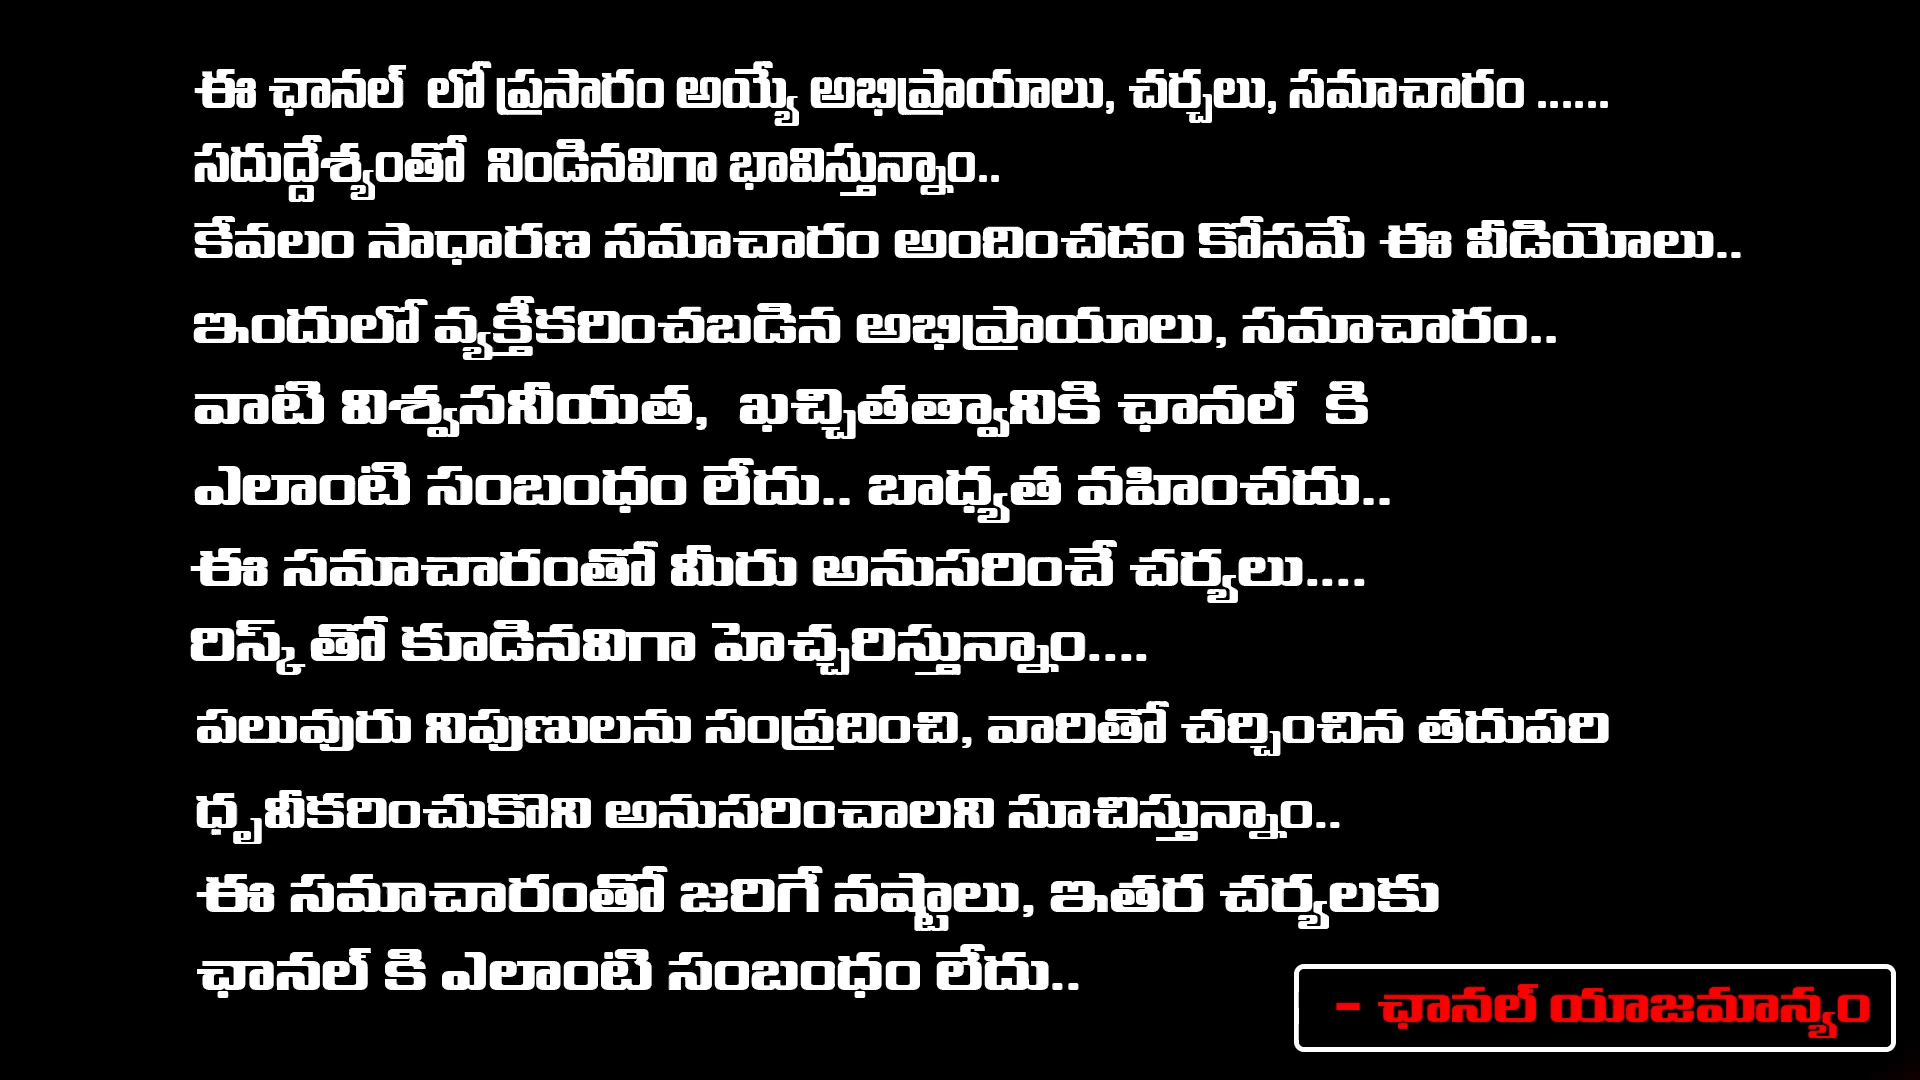 ఈ ఛానల్ లో ప్రసారం అయ్యే అభిప్రాయాలు, చర్చలు, సమాచారం ......
సదుద్దేశ్యంతో నిండినవిగా భావిస్తున్నాం..
కేవలం సాధారణ సమాచారం అందించడం కోసమే ఈ వీడియోలు..
ఇందులో వ్యక్తీకరించబడిన అభిప్రాయాలు, సమాచారం..
వాటి విశ్వసనీయత, ఖచ్చితత్వానికి ఛానల్ కి
ఎలాంటి సంబంధం లేదు.. బాధ్యత వహించదు..
ఈ సమాచారంతో మీరు అనుసరించే చర్యలు....
రిస్క్ తో కూడినవిగా హెచ్చరిస్తున్నాం....
పలువురు నిపుణులను సంప్రదించి, వారితో చర్చించిన తదుపరి
ధృవీకరించుకొని అనుసరించాలని సూచిస్తున్నాం..
ఈ సమాచారంతో జరిగే నష్టాలు, ఇతర చర్యలకు
ఛానల్ కి ఎలాంటి సంబంధం లేదు..
- ఛానల్ యాజమాన్యం